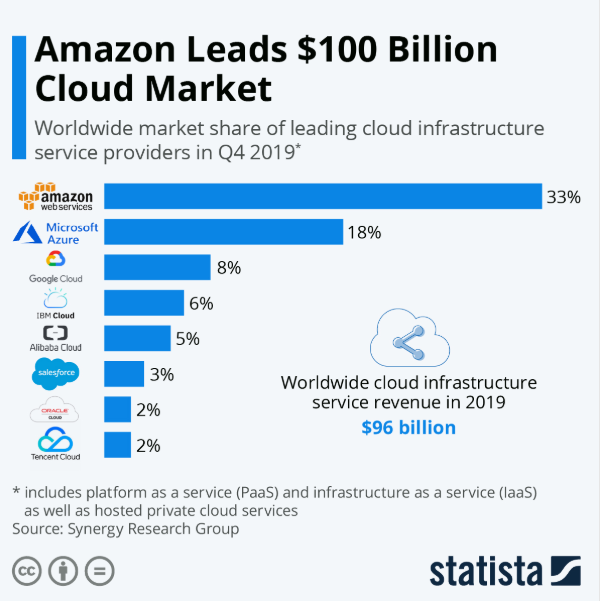 Amazon Leads $100 Billion
Cloud Market
Worldwide market share of leading cloud infrastructure
service providers in Q4 2019*
amazon
webservices
33%
Microsoft
Azure
18%
Google Cloud
8%
IBM Cloud
6%
Alibaba Cloud
5%
salesforce
3%
ORACLE
CLOUD
2%
Tencent Cloud
2%
Worldwide cloud infrastructure
service revenue in 2019
$96 billion
* includes platform as a service (PaaS) and infrastructure as a service (IaaS)
as well as hosted private cloud services
Source: Synergy Research Group
cc
=
statista